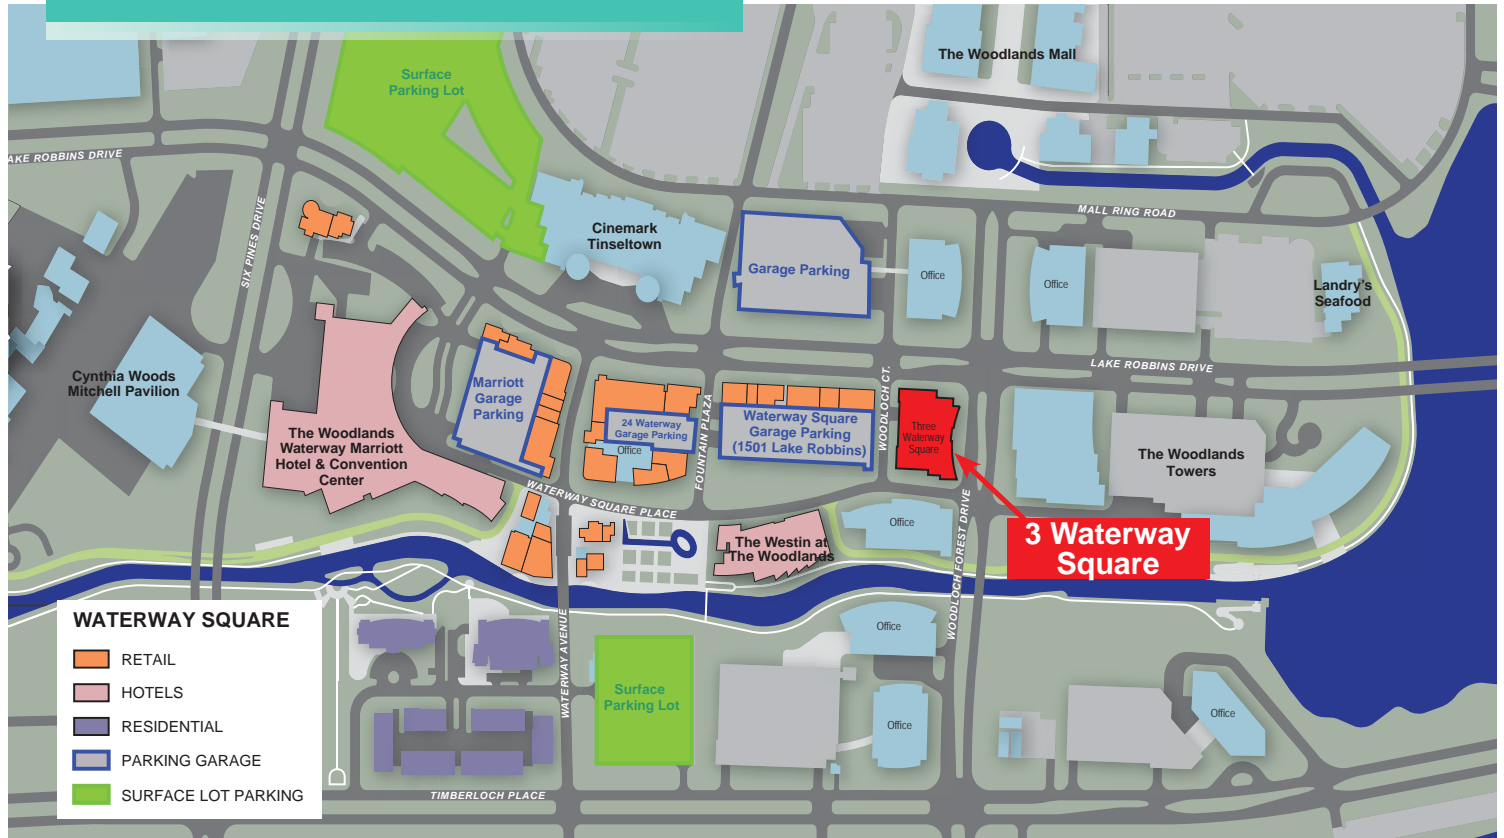 The Woodlands Mall
Surface
Parking Lot
LAKE ROBBINS DRIVE
MALL RING ROAD
SIX PINES DRIVE
Cinemark
Tinseltown
Garage Parking
Office
Office
Landry's
Seafood
LAKE ROBBINS DRIVE
Cynthia Woods
Mitchell Pavilion
Marriott
Garage
Parking
WOODLOCH CT.
FOUNTAIN PLAZA
24 Waterway
Garage Parking
Office
Waterway Square
Garage Parking
(1501 Lake Robbins)
Three
Waterway
Square
The Woodlands
Waterway Marriott
Hotel & Convention
Center
The Woodlands
Towers
WATERWAY SQUARE PLACE
Office
WOODLOCH FOREST DRIVE
3 Waterway
Square
The Westin at
The Woodlands
WATERWAY SQUARE
RETAIL
HOTELS
RESIDENTIAL
PARKING GARAGE
SURFACE LOT PARKING
WATERWAY AVENUE
Office
Surface
Parking Lot
Office
Office
TIMBERLOCH PLACE